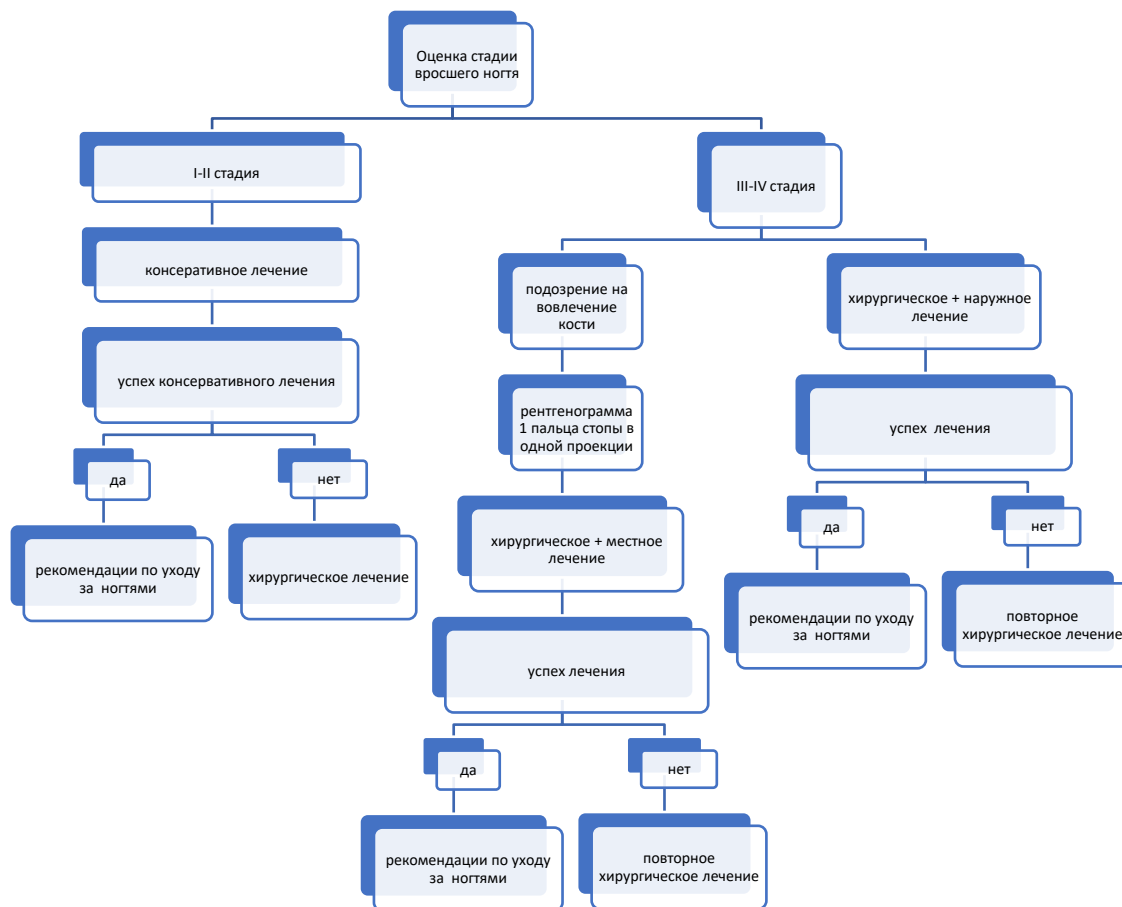 Оценка стадии
вросшего ногтя
I-II стадия
III-IV стадия
консеративное лечение
подозрение на
вовлечение
кости
хирургическое + наружное
лечение
успех консервативного лечения
рентгенограмма
1 пальца стопы в
одной проекции
успех лечения
да
нет
да
нет
рекомендации по уходу
за ногтями
хирургическое лечение
хирургическое + местное
лечение
рекомендации по уходу
за ногтями
повторное
хирургическое лечение
успех лечения
да
нет
рекомендации по уходу
за ногтями
повторное
хирургическое лечение